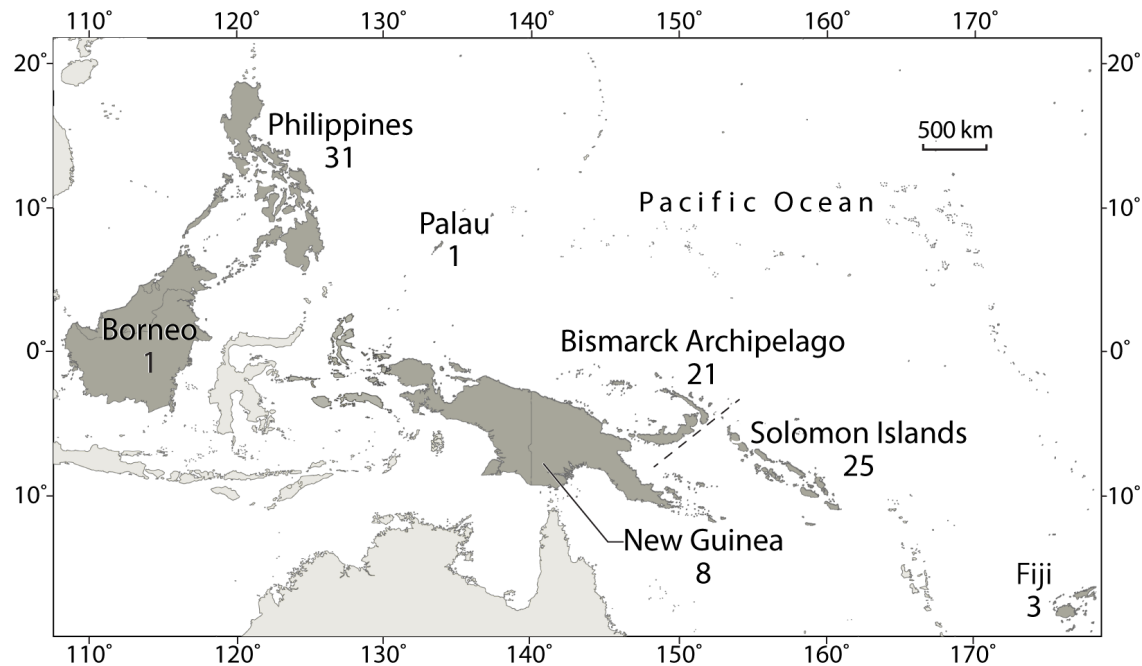 110˚ 120˚ 130˚ 140˚ 150˚ 160˚ 170˚
20˚ 20˚
Philippines
31
500 km
Pacific Ocean
10˚ 10˚
Palau
1
Borneo
1
0˚ 0˚
Bismarck Archipelago
21
Solomon Islands
25
10˚ 10˚
New Guinea
8
Fiji
3
110˚ 120˚ 130˚ 140˚ 150˚ 160˚ 170˚